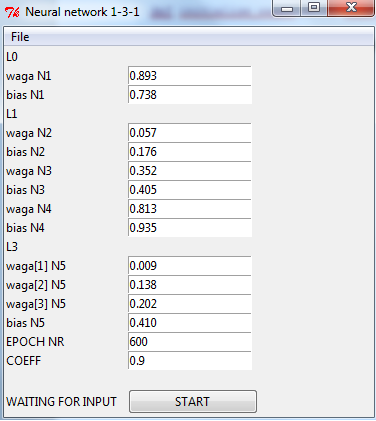 Neural network 1-3-1
File
L0
waga N1 0.893
bias N1 0.738
L1
waga N2 0.057
bias N2 0.176
waga N3 0.352
bias N3 0.405
waga N4 0.813
bias N4 0.935
L3
waga[1] N5 0.009
waga[2] N5 0.138
waga[3] N5 0.202
bias N5 0.410
EPOCH NR 600
COEFF 0.9
WAITING FOR INPUT START